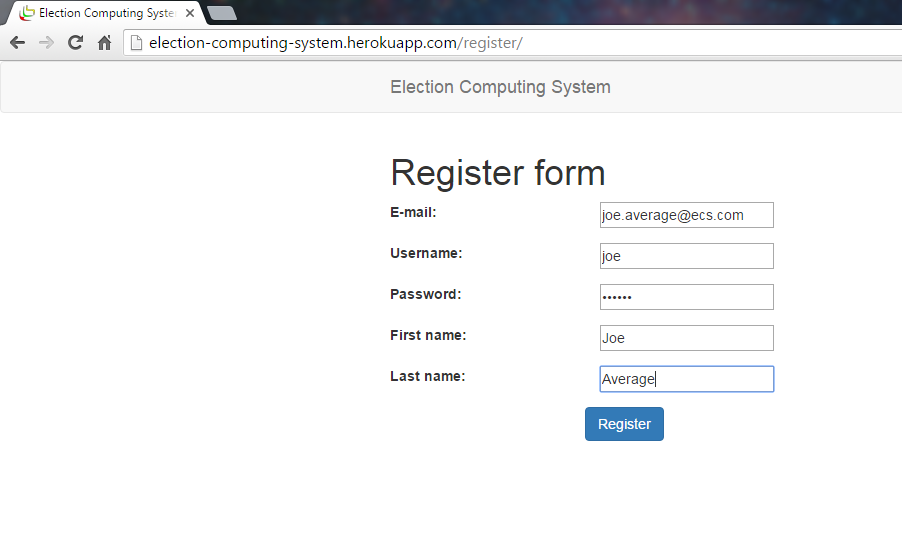 Election Computing Syste
election-computing-system.herokuapp.com/register/
Election Computing System
Register form
E-mail: joe.average@ecs.com
Username: joe
Password: ••••••
First name: Joe
Last name: Average
Register